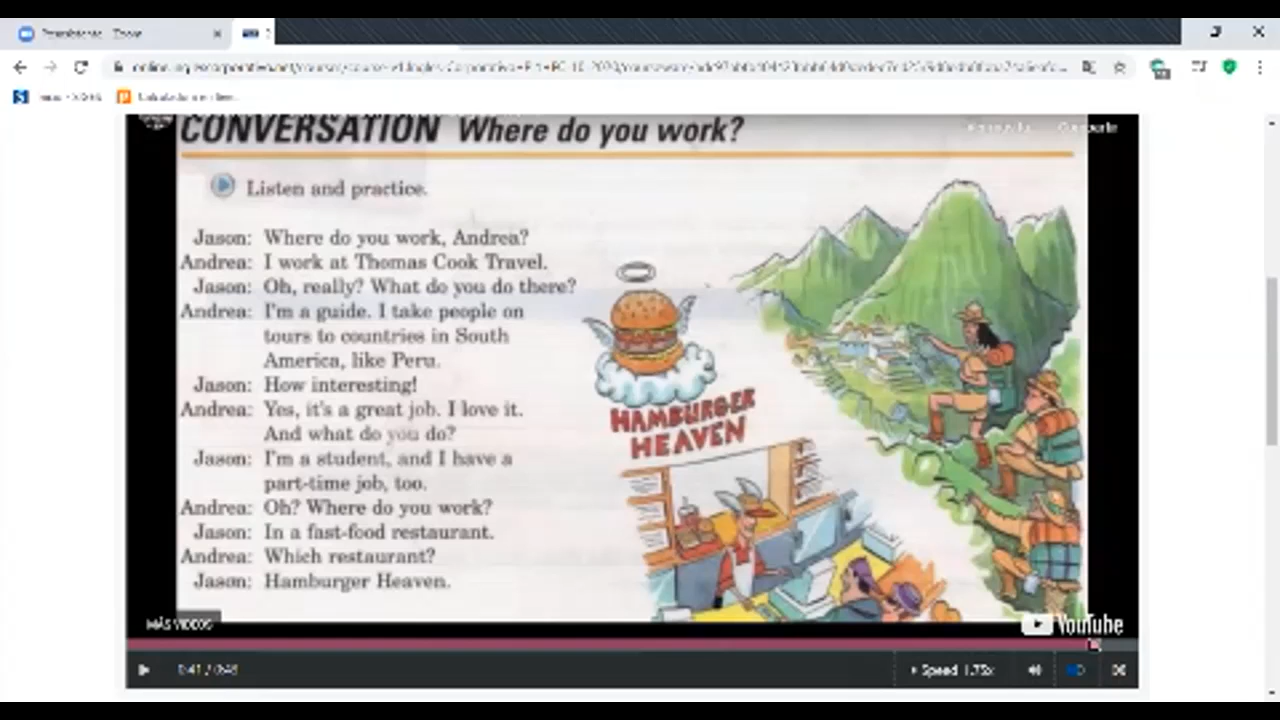 CONVERSATION Where do you work?
Listen and practice.
Jason: Where do you work, Andrea?
Andrea: I work at Thomas Cook Travel.
Jason: Oh, really? What do you do there?
Andrea: I'm a guide. I take people on
tours to countries in South
America, like Peru.
Jason: How interesting!
Andrea: Yes, it's a great job. I love it.
And what do you do?
Jason: I'm a student, and I have a
part-time job, too.
Andrea: Oh? Where do you work?
Jason: In a fast-food restaurant.
Andrea: Which restaurant?
Jason: Hamburger Heaven.
HAMBURGER
HEAVEN
MÁS VIDEOS
YouTube
0:41 /
Speed 1.75x